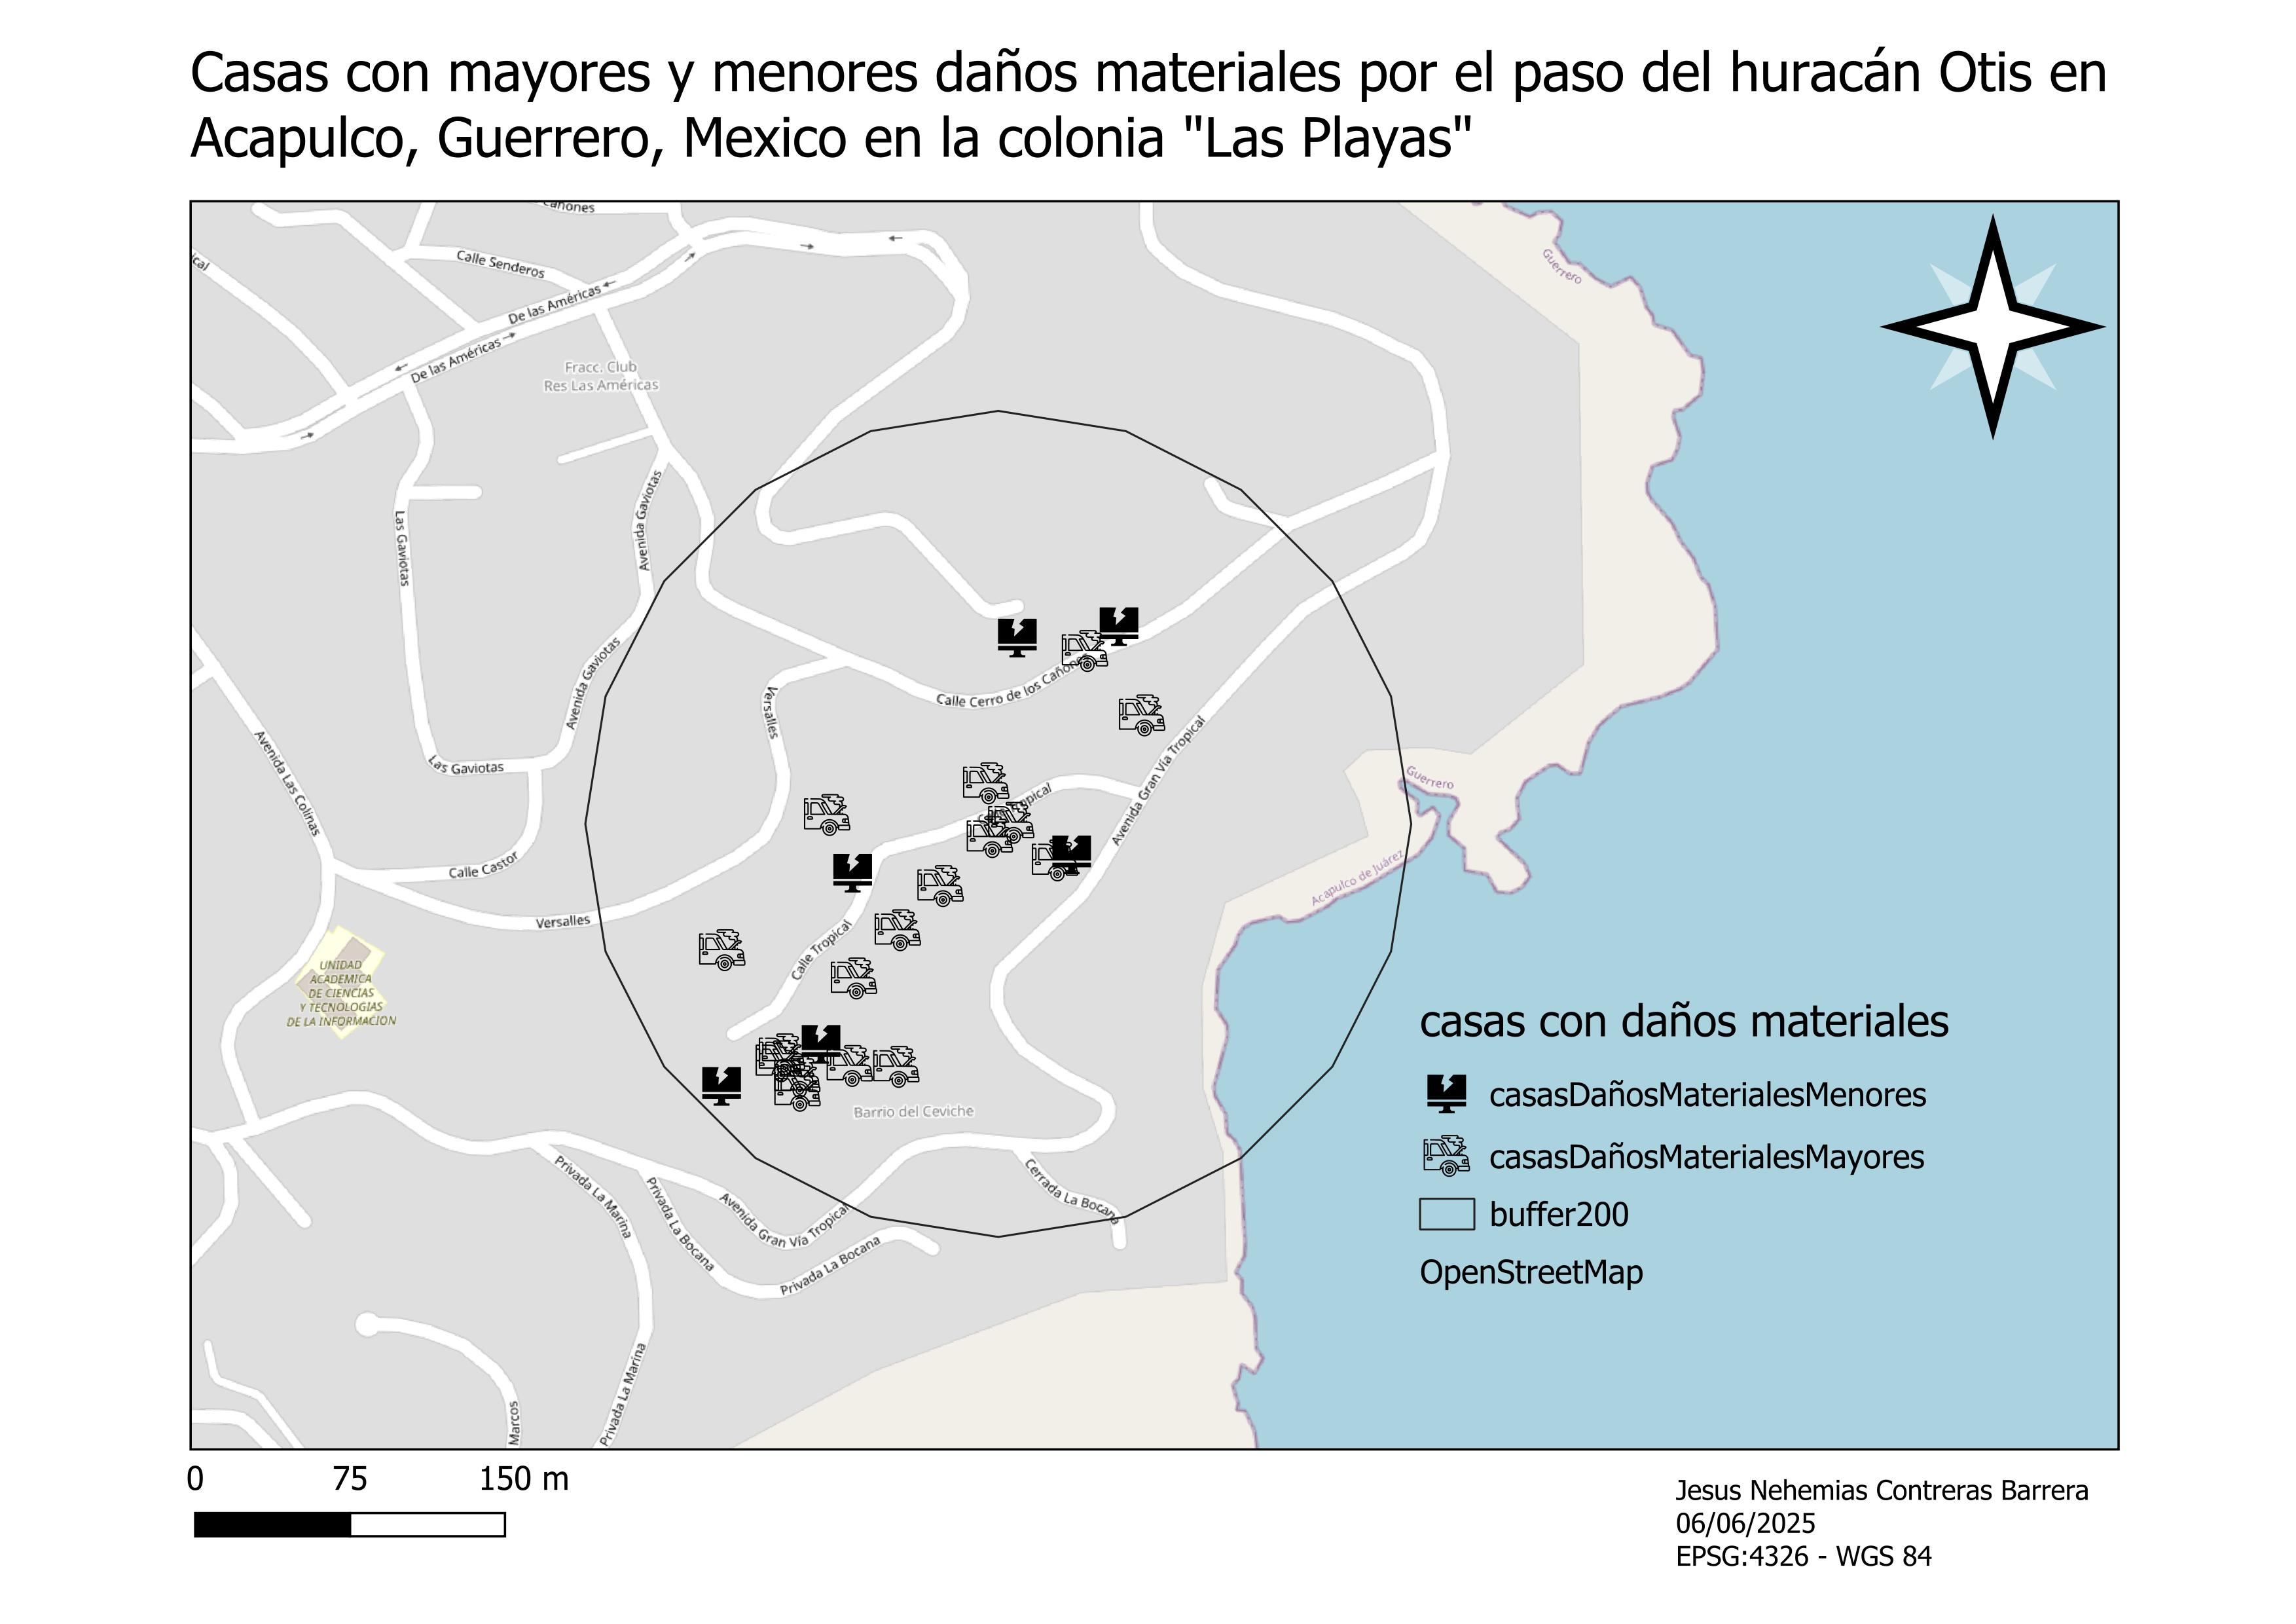 Casas con mayores y menores daños materiales por el paso del huracán Otis en
Acapulco, Guerrero, Mexico en la colonia "Las Playas"
Calle Senderos
De las Américas
De las Américas
Fracc. Club
Res Las Américas
Guerrero
Las Gaviotas
Avenida Gaviotas
Avenida Gaviotas
Las Gaviotas
Avenida Las Colinas
Calle Castor
Versalles
Versalles
Calle Cerro de los Cañones
Avenida Gran Vía Tropical
Tropical
Guerrero
Acapulco de Juárez
Calle Tropical
UNIDAD
ACADEMICA
DE CIENCIAS
Y TECNOLOGIAS
DE LA INFORMACION
Barrio del Ceviche
Privada La Marina
Privada La Bocana
Avenida Gran Vía Tropical
Privada La Bocana
Cerrada La Bocana
Privada La Marina
Marcos
casas con daños materiales
casasDañosMaterialesMenores
casasDañosMaterialesMayores
buffer200
OpenStreetMap
0 75 150 m
Jesus Nehemias Contreras Barrera
06/06/2025
EPSG:4326 - WGS 84